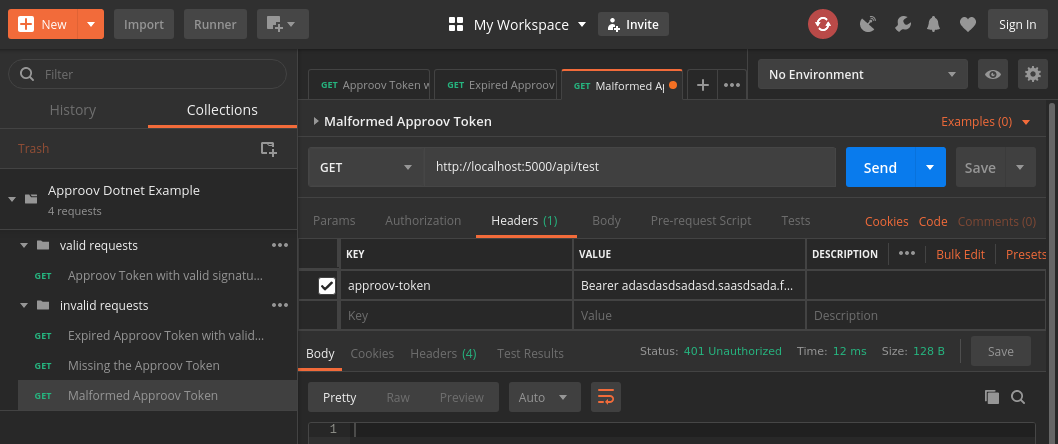 New Import Runner My Workspace Invite Sign In
Filter
History Collections
Trash
Approov Dotnet Example
4 requests
valid requests
GET Approov Token with valid signatu...
invalid requests
GET Expired Approov Token with valid...
GET Missing the Approov Token
GET Malformed Approov Token
GET Approov Token w GET Expired Approov GET Malformed Ap No Environment
Malformed Approov Token Examples (0)
GET http://localhost:5000/api/test Send Save
Params Authorization Headers (1) Body Pre-request Script Tests Cookies Code Comments (0)
KEY VALUE DESCRIPTION Bulk Edit Presets
approov-token Bearer adasdasdsadasd.saasdsada.f...
Key Value Description
Body Cookies Headers (4) Test Results Status: 401 Unauthorized Time: 12 ms Size: 128 B Save
Pretty Raw Preview Auto
1